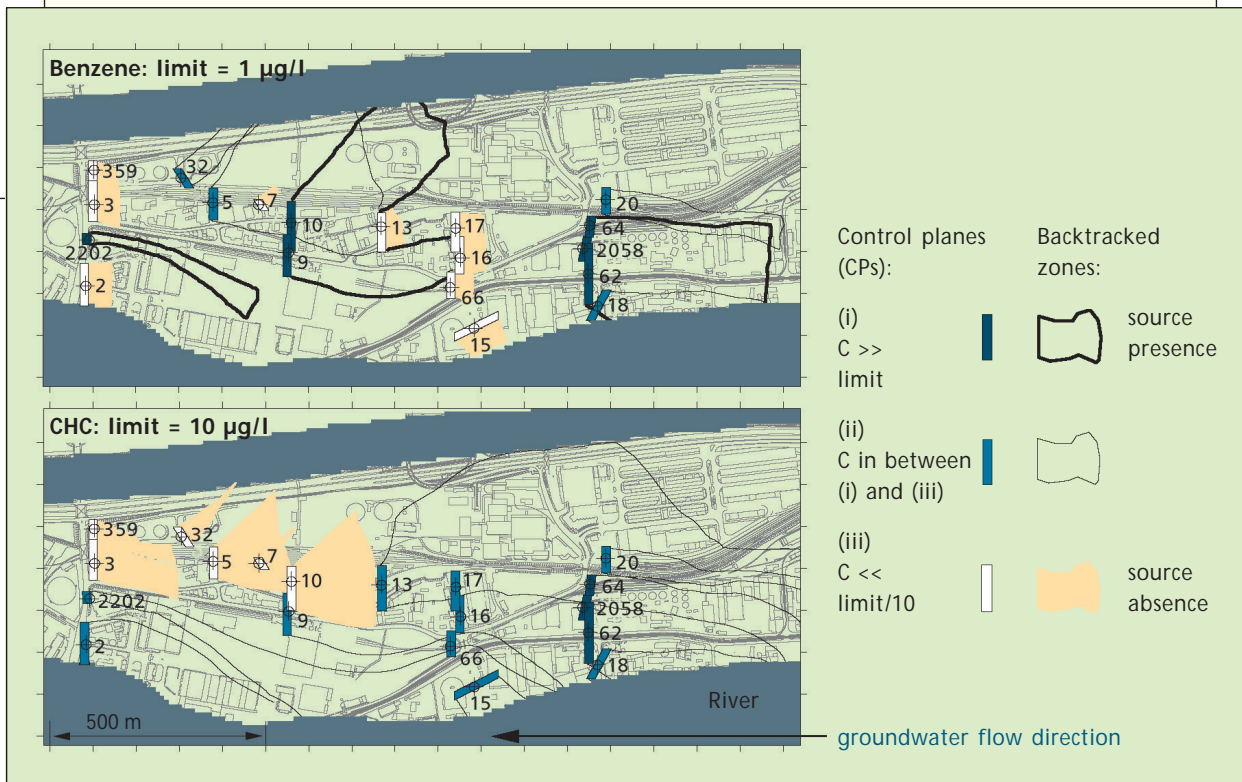 Benzene: limit = 1 µg/l
359
32
3
5
7
20
10
13
17
64
2202
9
16
2058
62
2
66
18
15
CHC: limit = 10 µg/l
359
32
3
5
7
20
10
13
17
64
2202
9
16
2058
62
2
66
18
15
500 m
River
groundwater flow direction
Control planes
(CPs):
Backtracked
zones:
(i)
C >>
limit
source
presence
(ii)
C in between
(i) and (iii)
(iii)
C <<
limit/10
source
absence